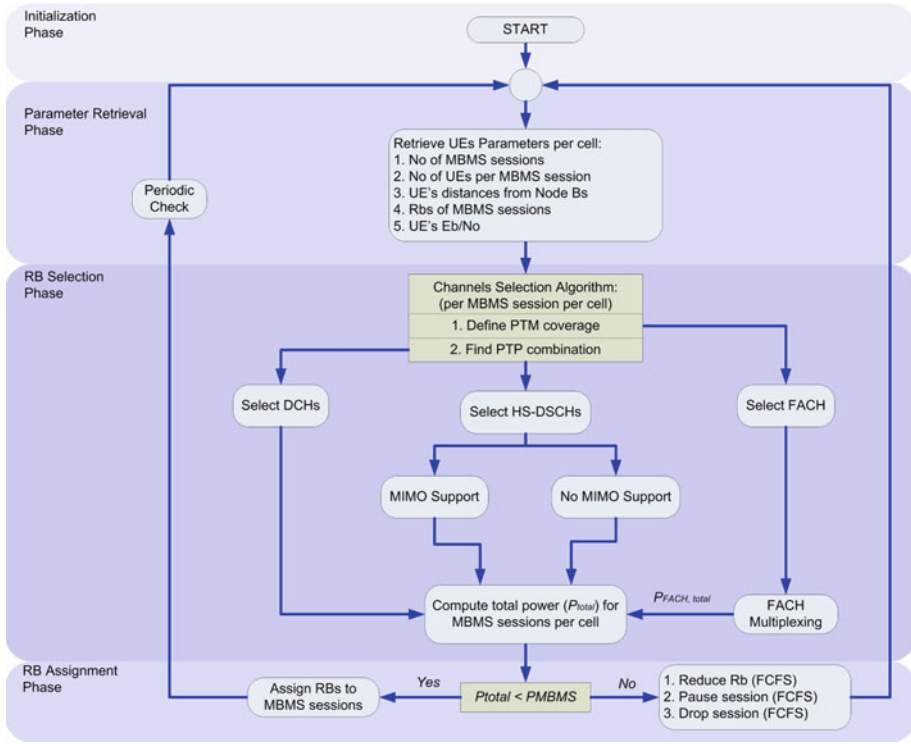 Initialization
Phase
START
Parameter Retrieval
Phase
Retrieve UEs Parameters per cell:
1. No of MBMS sessions
2. No of UEs per MBMS session
3. UE's distances from Node Bs
4. Rbs of MBMS sessions
5. UE's Eb/No
Periodic
Check
RB Selection
Phase
Channels Selection Algorithm:
(per MBMS session per cell)
1. Define PTM coverage
2. Find PTP combination
Select DCHs
Select HS-DSCHs
Select FACH
MIMO Support
No MIMO Support
Compute total power (Ptotal) for
MBMS sessions per cell
PFACH, total
FACH
Multiplexing
RB Assignment
Phase
Assign RBs to
MBMS sessions
Yes
Ptotal < PMBMS
No
1. Reduce Rb (FCFS)
2. Pause session (FCFS)
3. Drop session (FCFS)